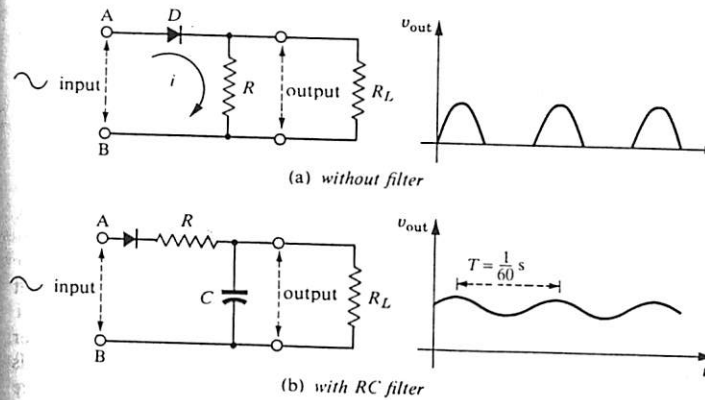 A
D
v_out
input
i
R
output
R_L
B
(a) without filter
A
R
v_out
T = 1/60 s
input
C
output
R_L
B
(b) with RC filter